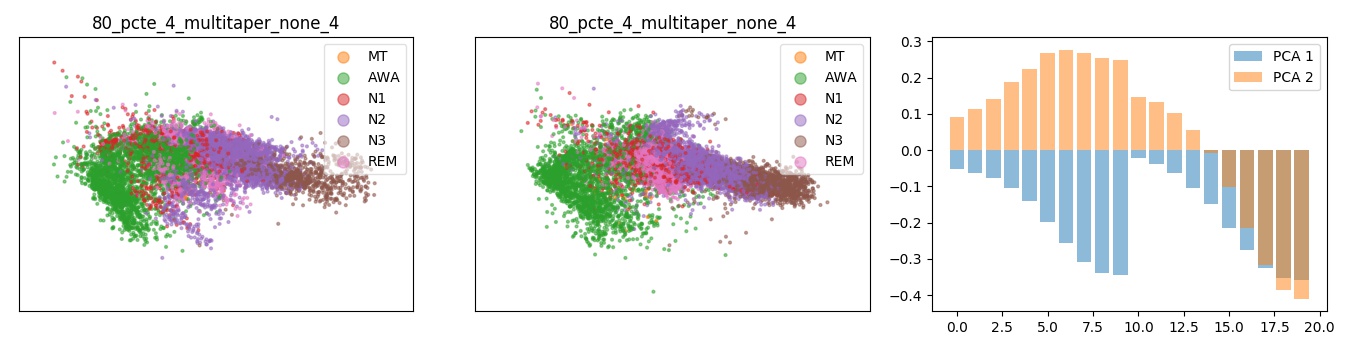 80_pcte_4_multitaper_none_4
MT
AWA
N1
N2
N3
REM
80_pcte_4_multitaper_none_4
MT
AWA
N1
N2
N3
REM
0.3
0.2
0.1
0.0
−0.1
−0.2
−0.3
−0.4
PCA 1
PCA 2
0.0 2.5 5.0 7.5 10.0 12.5 15.0 17.5 20.0